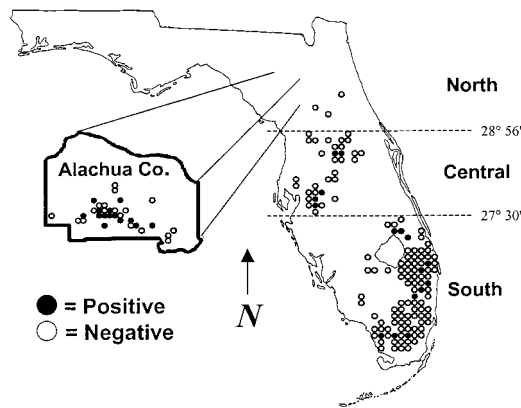 North
28° 56'
Alachua Co.
Central
27° 30'
= Positive
= Negative
N
South